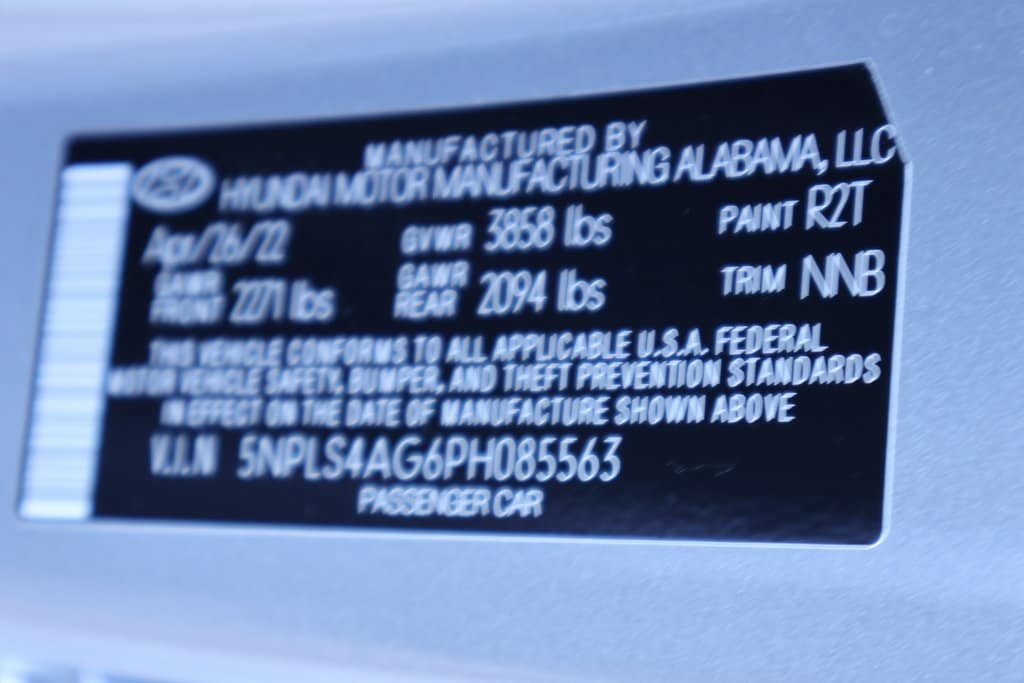 MANUFACTURED BY
HYUNDAI MOTOR MANUFACTURING ALABAMA, LLC
Apr/26/22 GVWR 3858 lbs PAINT R2T
GAWR FRONT 2271 lbs GAWR REAR 2094 lbs TRIM NNB
THIS VEHICLE CONFORMS TO ALL APPLICABLE U.S.A. FEDERAL
MOTOR VEHICLE SAFETY, BUMPER, AND THEFT PREVENTION STANDARDS
IN EFFECT ON THE DATE OF MANUFACTURE SHOWN ABOVE
V.I.N 5NPLS4AG6PH085563
PASSENGER CAR